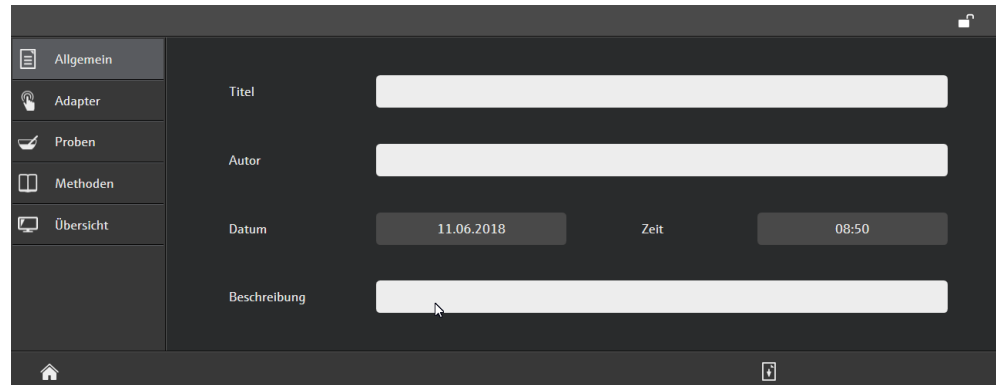 Allgemein
Adapter
Proben
Methoden
Übersicht
Titel
Autor
Datum 11.06.2018 Zeit 08:50
Beschreibung